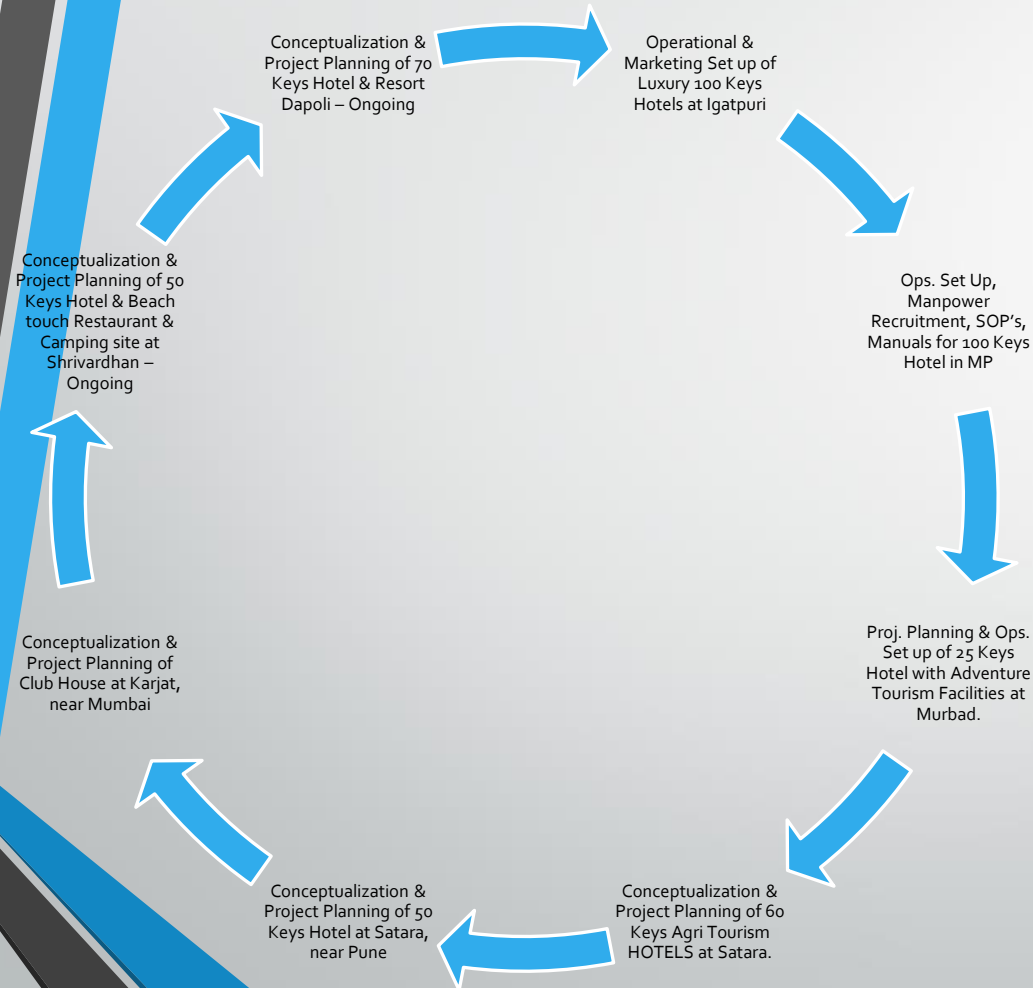 Conceptualization &
Project Planning of 70
Keys Hotel & Resort
Dapoli – Ongoing
Operational &
Marketing Set up of
Luxury 100 Keys
Hotels at Igatpuri
Ops. Set Up,
Manpower
Recruitment, SOP's,
Manuals for 100 Keys
Hotel in MP
Proj. Planning & Ops.
Set up of 25 Keys
Hotel with Adventure
Tourism Facilities at
Murbad.
Conceptualization &
Project Planning of 60
Keys Agri Tourism
HOTELS at Satara.
Conceptualization &
Project Planning of 50
Keys Hotel at Satara,
near Pune
Conceptualization &
Project Planning of
Club House at Karjat,
near Mumbai
Conceptualization &
Project Planning of 50
Keys Hotel & Beach
touch Restaurant &
Camping site at
Shrivardhan –
Ongoing